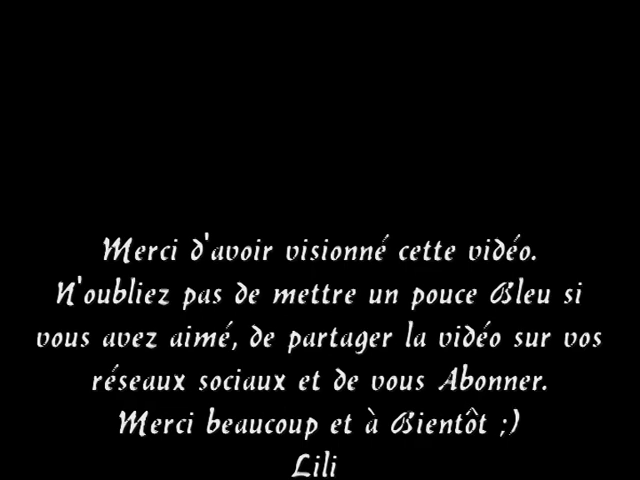 Merci d'avoir visionné cette vidéo.
N'oubliez pas de mettre un pouce Bleu si
vous avez aimé, de partager la vidéo sur vos
réseaux sociaux et de vous Abonner.
Merci beaucoup et à Bientôt ;)
Lili